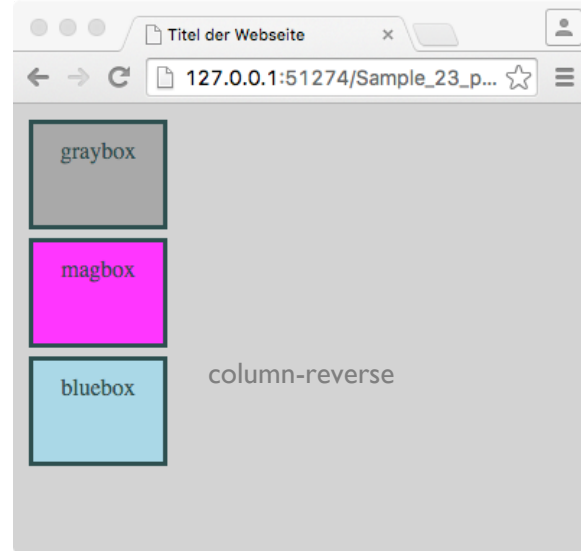 Titel der Webseite
127.0.0.1:51274/Sample_23_p...
graybox
magbox
bluebox
column-reverse